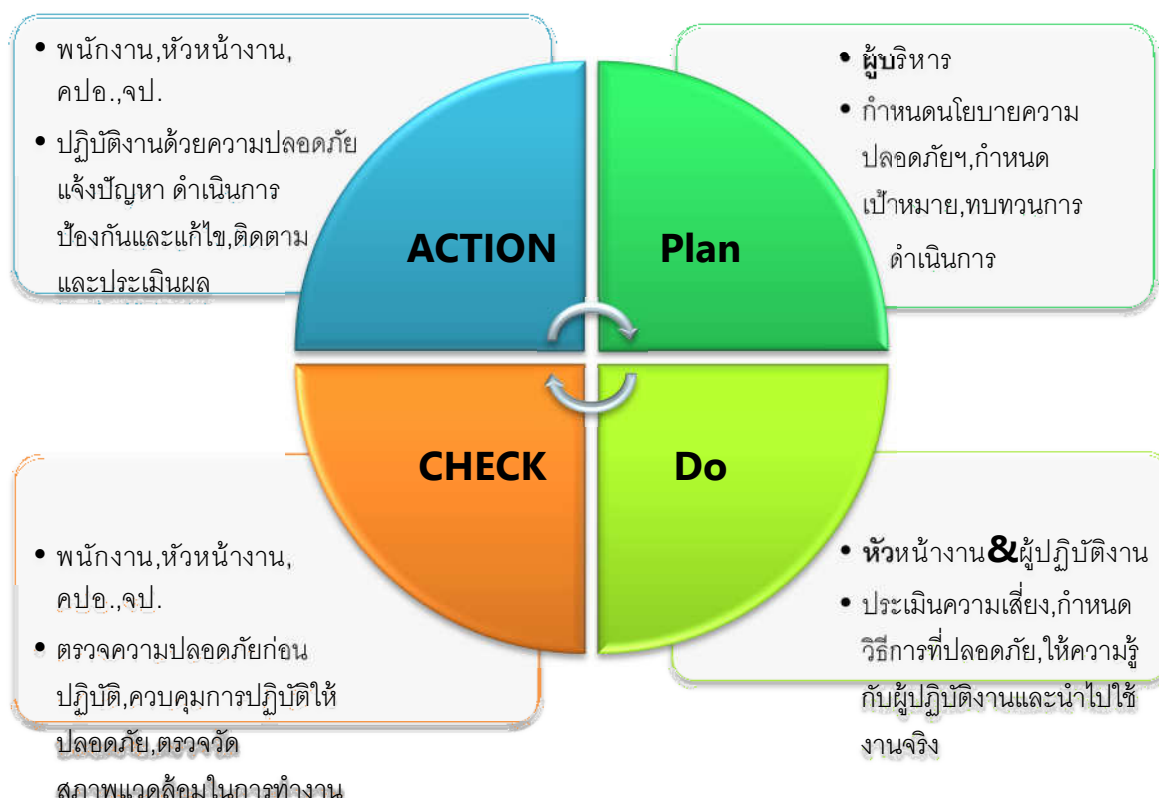 • พนักงาน,หัวหน้างาน,
คปอ.,จป.
• ปฏิบัติงานด้วยความปลอดภัย
แจ้งปัญหา ดำเนินการ
ป้องกันและแก้ไข,ติดตาม
และประเมินผล
• ผู้บริหาร
• กำหนดนโยบายความ
ปลอดภัยฯ,กำหนด
เป้าหมาย,ทบทวนการ
ดำเนินการ
ACTION
Plan
CHECK
Do
• พนักงาน,หัวหน้างาน,
คปอ.,จป.
• ตรวจความปลอดภัยก่อน
ปฏิบัติ,ควบคุมการปฏิบัติให้
ปลอดภัย,ตรวจวัด
สภาพแวดล้อมในการทำงาน
• หัวหน้างาน&ผู้ปฏิบัติงาน
• ประเมินความเสี่ยง,กำหนด
วิธีการที่ปลอดภัย,ให้ความรู้
กับผู้ปฏิบัติงานและนำไปใช้
งานจริง